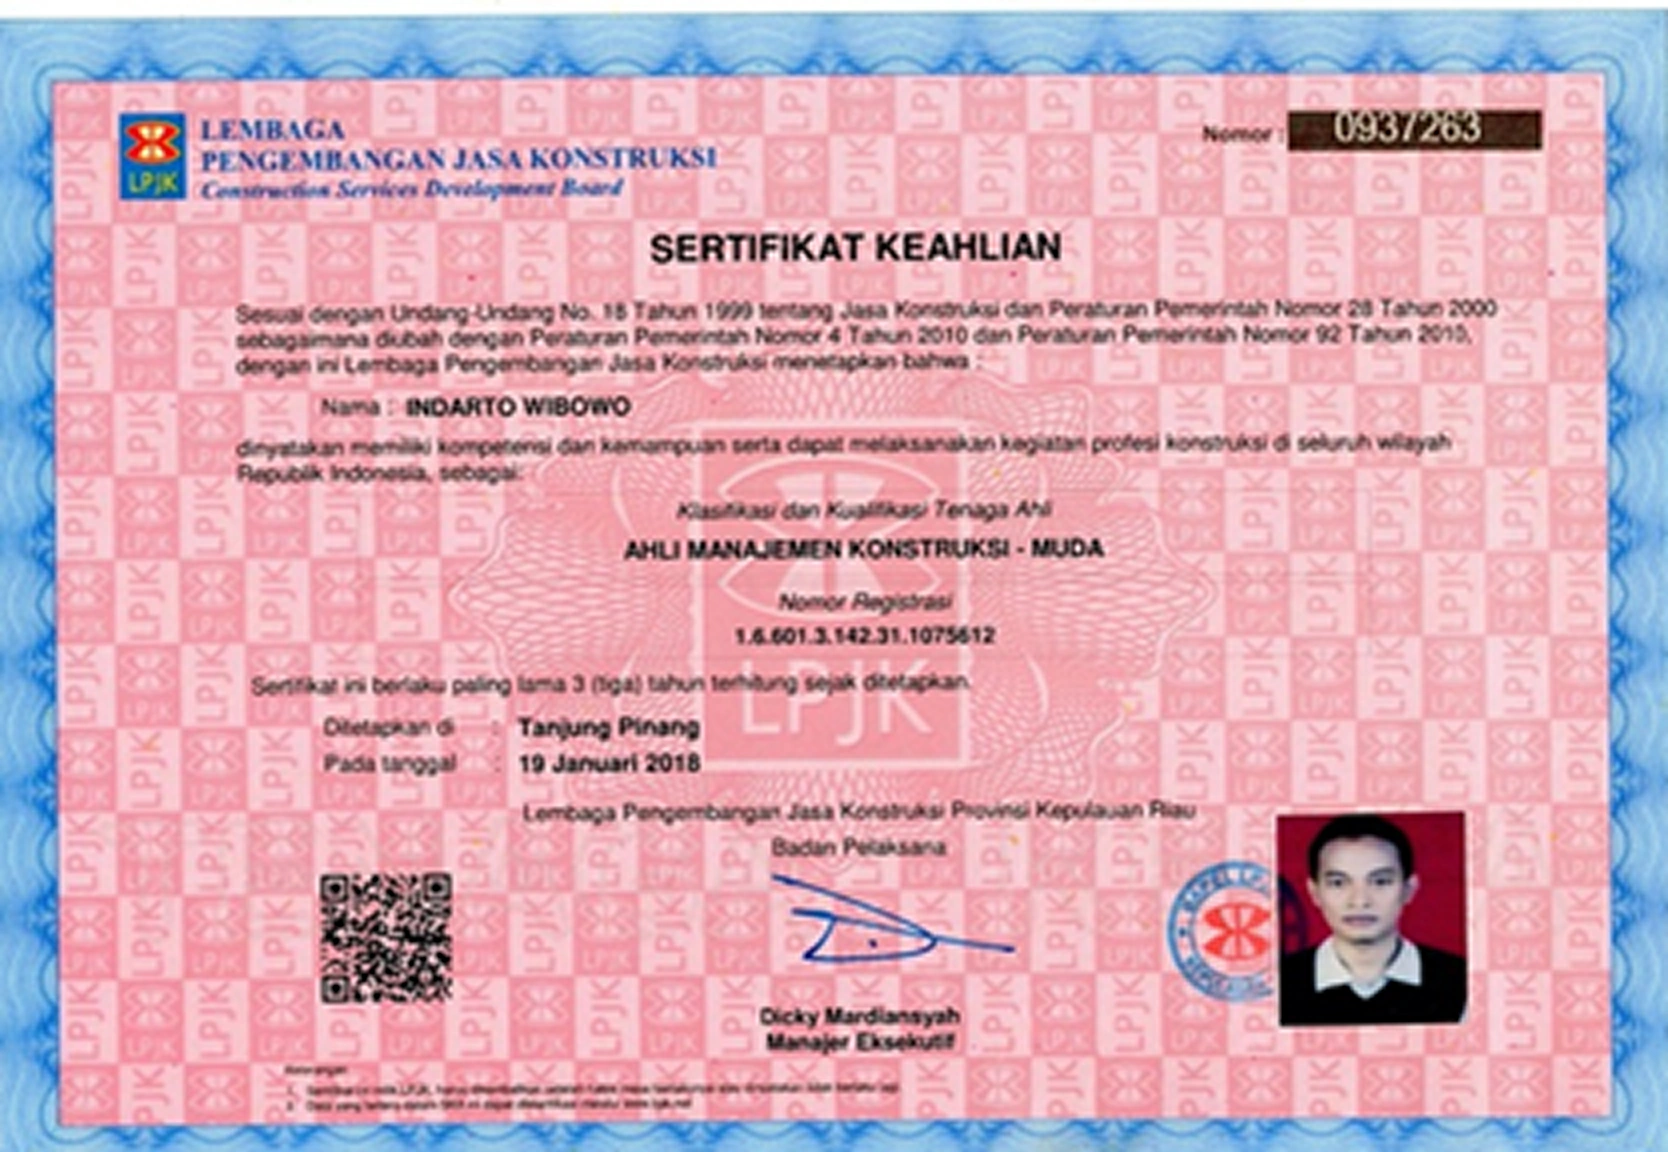 LEMBAGA
PENGEMBANGAN JASA KONSTRUKSI
Construction Services Development Board
LPJK
Nomor : 0937263
SERTIFIKAT KEAHLIAN
Sesuai dengan Undang-Undang No. 18 Tahun 1999 tentang Jasa Konstruksi dan Peraturan Pemerintah Nomor 28 Tahun 2000
sebagaimana diubah dengan Peraturan Pemerintah Nomor 4 Tahun 2010 dan Peraturan Pemerintah Nomor 92 Tahun 2010,
dengan ini Lembaga Pengembangan Jasa Konstruksi menetapkan bahwa :
Nama : INDARTO WIBOWO
dinyatakan memiliki kompetensi dan kemampuan serta dapat melaksanakan kegiatan profesi konstruksi di seluruh wilayah
Republik Indonesia, sebagai:
Klasifikasi dan Kualifikasi Tenaga Ahli
AHLI MANAJEMEN KONSTRUKSI - MUDA
Nomor Registrasi
1.6.601.3.142.31.1075612
LPJK
Sertifikat ini berlaku paling lama 3 (tiga) tahun terhitung sejak ditetapkan.
Ditetapkan di : Tanjung Pinang
Pada tanggal : 19 Januari 2018
Lembaga Pengembangan Jasa Konstruksi Provinsi Kepulauan Riau
Badan Pelaksana
Dicky Mardiansyah
Manajer Eksekutif
Keterangan